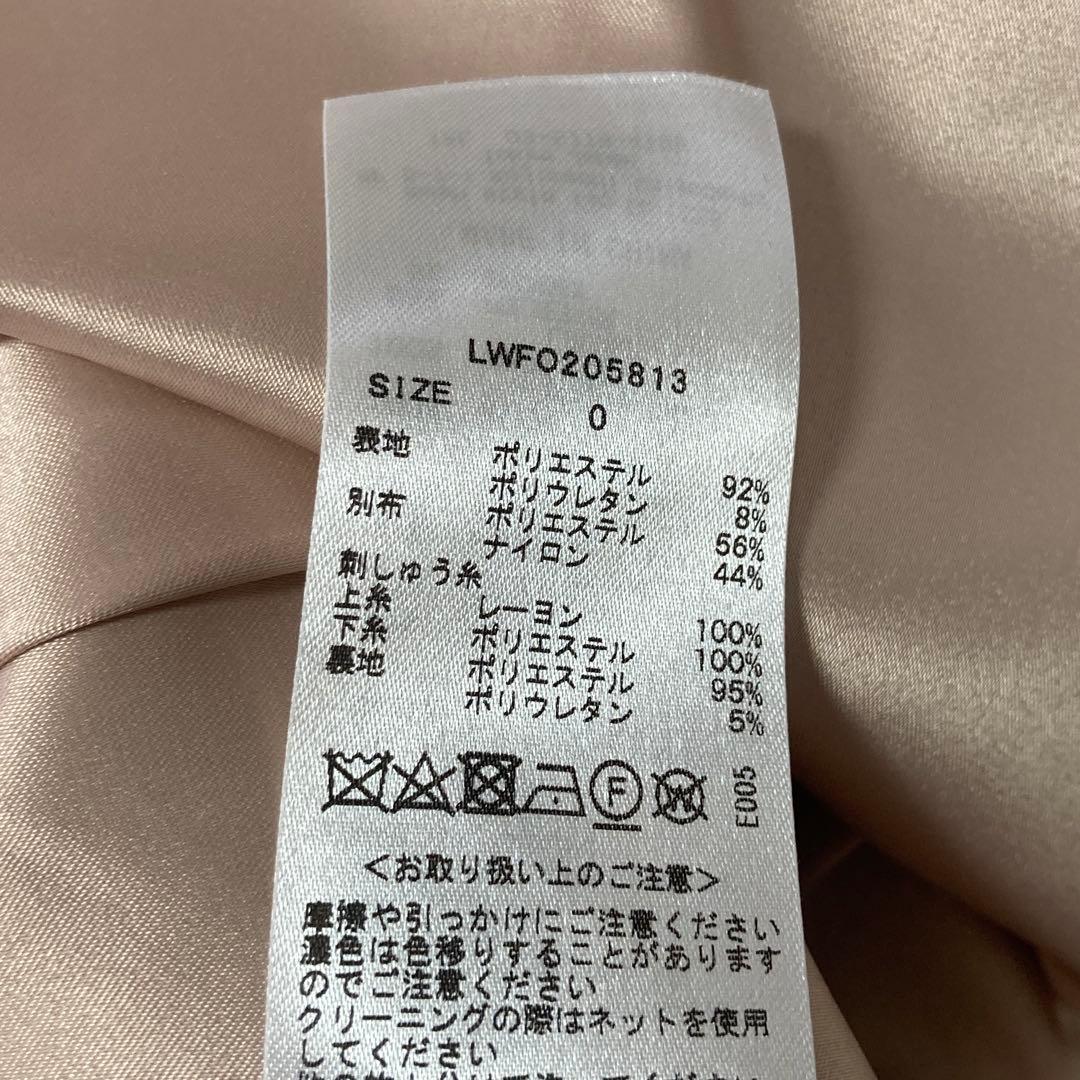 LWFO205813
SIZE 0
表地 ポリエステル 92%
ポリウレタン 8%
別布 ポリエステル 56%
ナイロン 44%
刺しゅう糸
上糸 レーヨン 100%
下糸 ポリエステル 100%
裏地 ポリエステル 95%
ポリウレタン 5%
F W E005
<お取り扱い上のご注意>
摩擦や引っかけにご注意ください
濃色は色移りすることがあります
のでご注意ください
クリーニングの際はネットを使用
してください